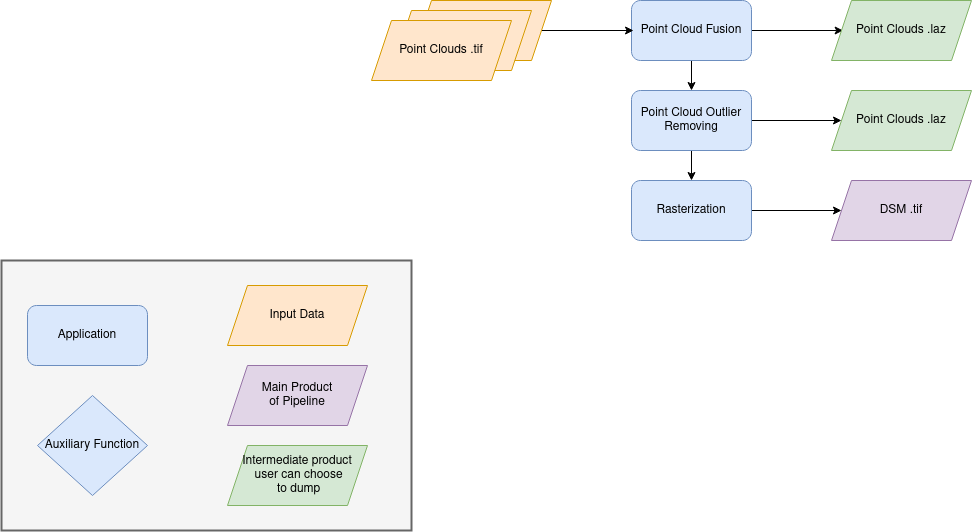 Point Clouds .tif
Point Cloud Fusion
Point Clouds .laz
Point Cloud Outlier
Removing
Point Clouds .laz
Rasterization
DSM .tif
Application
Auxiliary Function
Input Data
Main Product
of Pipeline
Intermediate product
user can choose
to dump